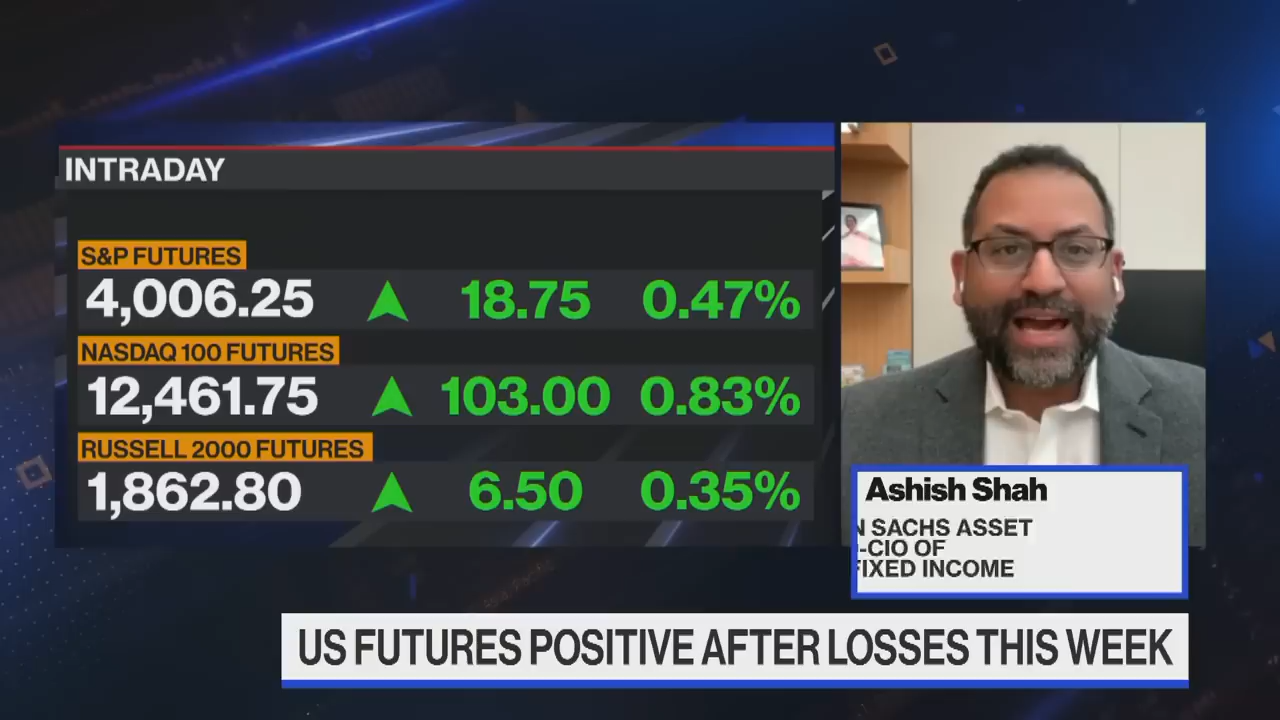 INTRADAY
S&P FUTURES
4,006.25 18.75 0.47%
NASDAQ 100 FUTURES
12,461.75 103.00 0.83%
RUSSELL 2000 FUTURES
1,862.80 6.50 0.35%
Ashish Shah
N SACHS ASSET
-CIO OF
FIXED INCOME
US FUTURES POSITIVE AFTER LOSSES THIS WEEK